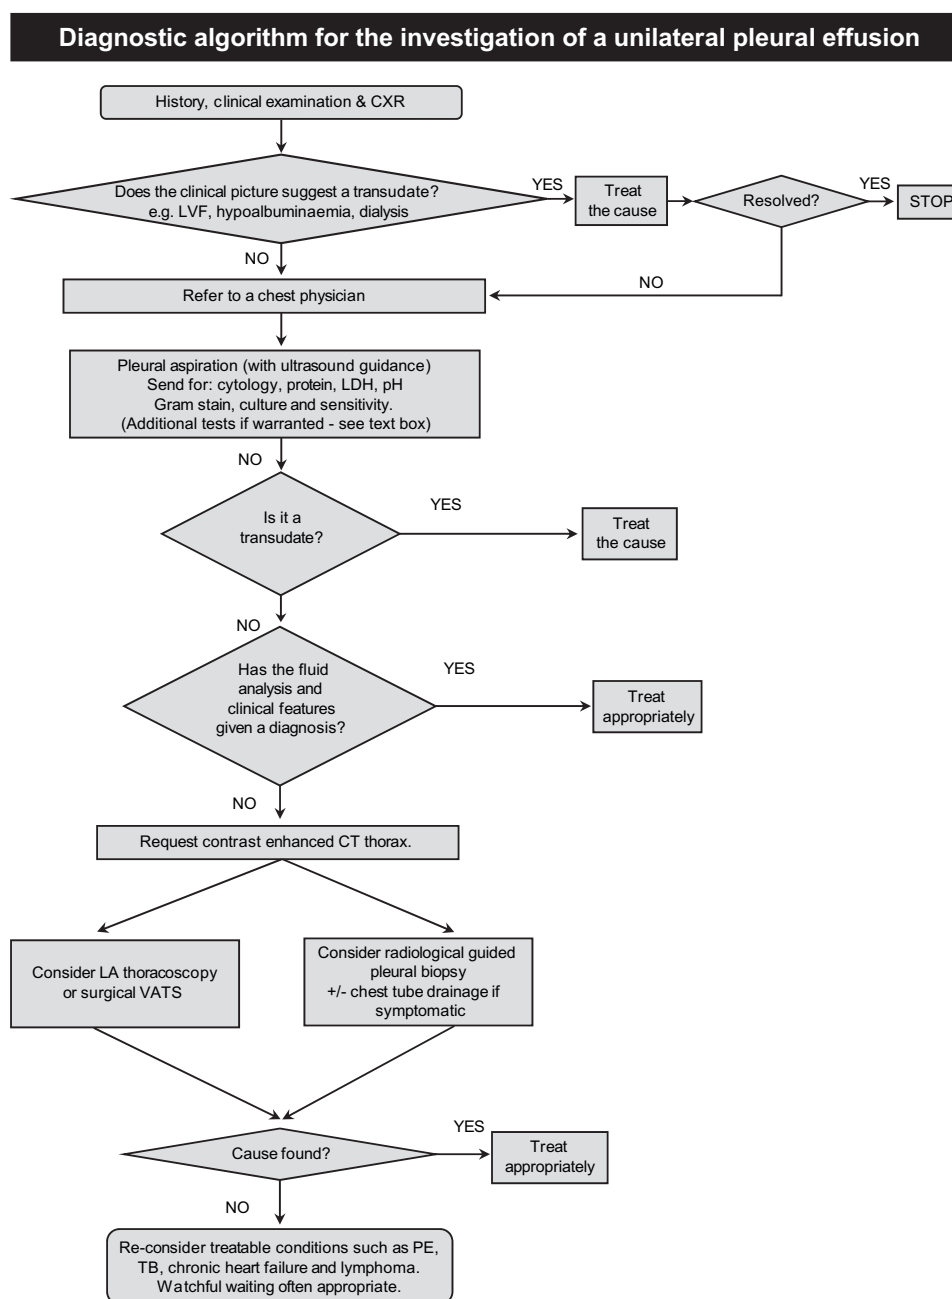 Diagnostic algorithm for the investigation of a unilateral pleural effusion
History, clinical examination & CXR
Does the clinical picture suggest a transudate?
e.g. LVF, hypoalbuminaemia, dialysis
YES
Treat
the cause
Resolved?
YES
STOP
NO
NO
Refer to a chest physician
Pleural aspiration (with ultrasound guidance)
Send for: cytology, protein, LDH, pH
Gram stain, culture and sensitivity.
(Additional tests if warranted - see text box)
NO
Is it a
transudate?
YES
Treat
the cause
NO
Has the fluid
analysis and
clinical features
given a diagnosis?
YES
Treat
appropriately
NO
Request contrast enhanced CT thorax.
Consider LA thoracoscopy
or surgical VATS
Consider radiological guided
pleural biopsy
+/- chest tube drainage if
symptomatic
Cause found?
YES
Treat
appropriately
NO
Re-consider treatable conditions such as PE,
TB, chronic heart failure and lymphoma.
Watchful waiting often appropriate.